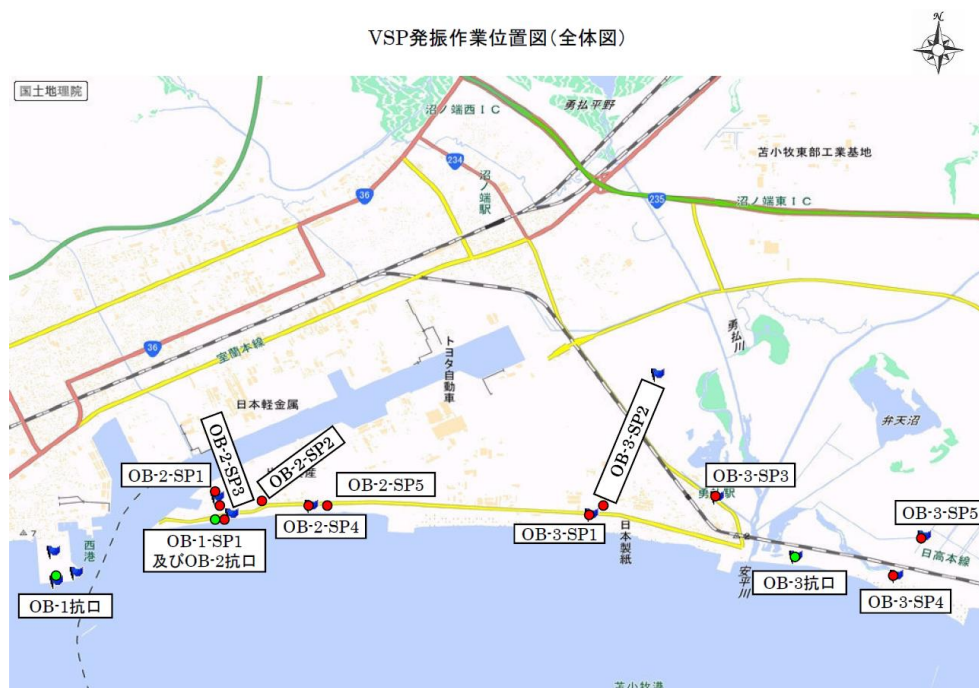 VSP発振作業位置図(全体図)
N
国土地理院
沼ノ端西IC
勇払平野
苫小牧東部工業基地
234
沼ノ端駅
36
235
沼ノ端東IC
36
室蘭本線
トヨタ自動車
勇払川
日本軽金属
弁天沼
OB-2-SP1
OB-2-SP3
OB-2-SP2
産
OB-2-SP5
OB-3-SP2
OB-3-SP3
勇払駅
OB-2-SP4
OB-3-SP1
日本製紙
OB-3-SP5
7
西港
OB-1-SP1
及びOB-2抗口
日高本線
安平川
OB-3抗口
OB-3-SP4
OB-1抗口
苫小牧港